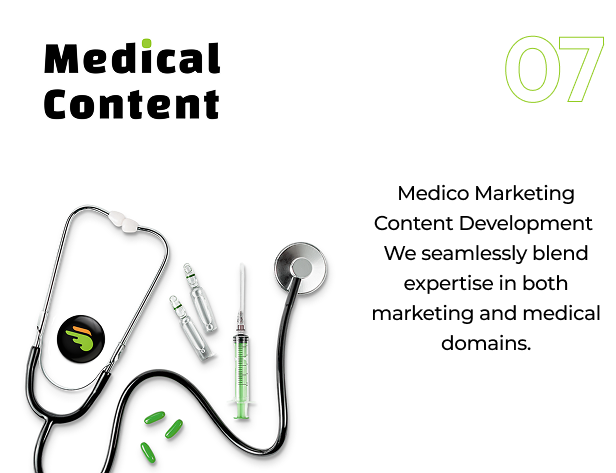 Medical
Content
07
Medico Marketing
Content Development
We seamlessly blend
expertise in both
marketing and medical
domains.